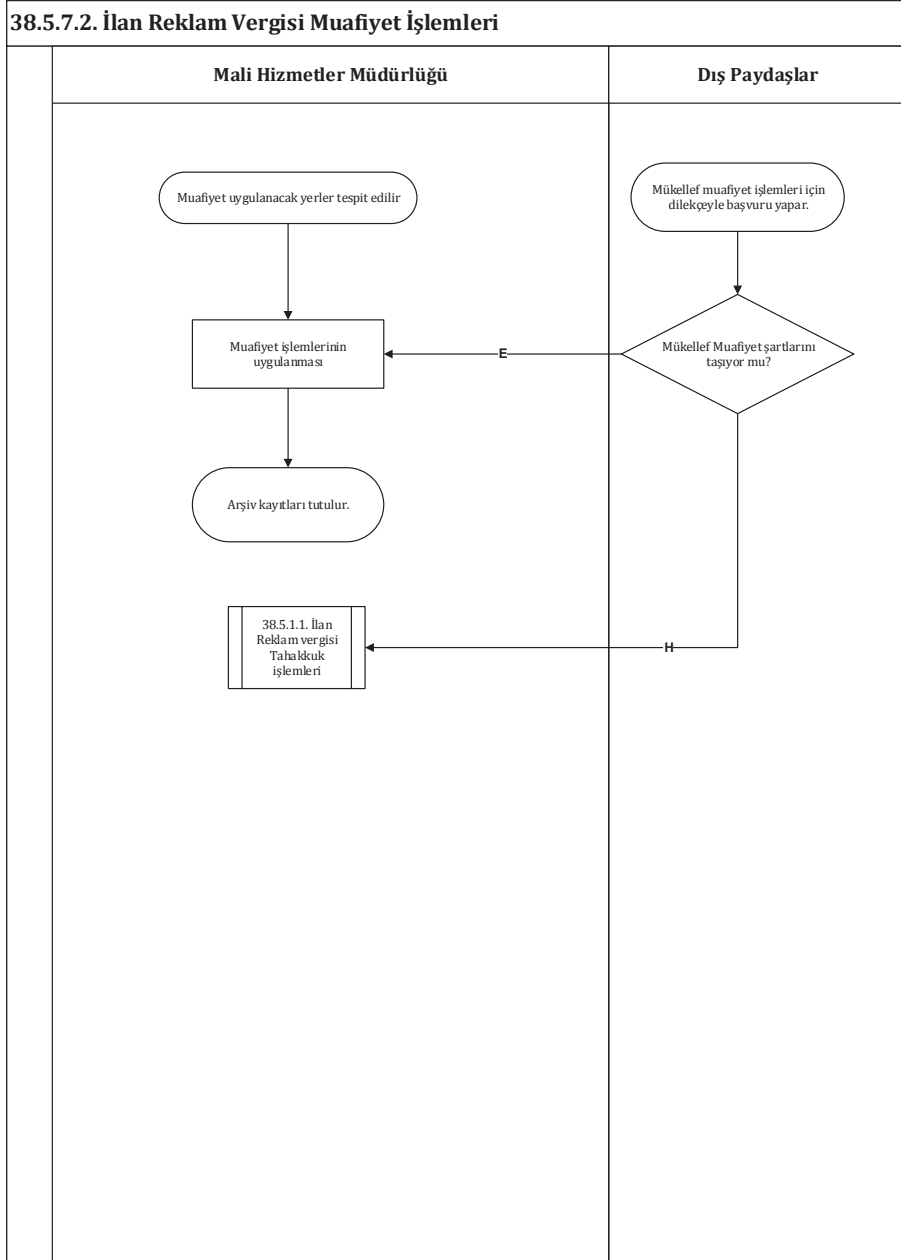 38.5.7.2. İlan Reklam Vergisi Muafiyet İşlemleri
Mali Hizmetler Müdürlüğü
Dış Paydaşlar
Muafiyet uygulanacak yerler tespit edilir
Mükellef muafiyet işlemleri için
dilekçeyle başvuru yapar.
Muafiyet işlemlerinin
uygulanması
E
Mükellef Muafiyet şartlarını
taşıyor mu?
Arşiv kayıtları tutulur.
38.5.1.1. İlan
Reklam vergisi
Tahakkuk
işlemleri
H